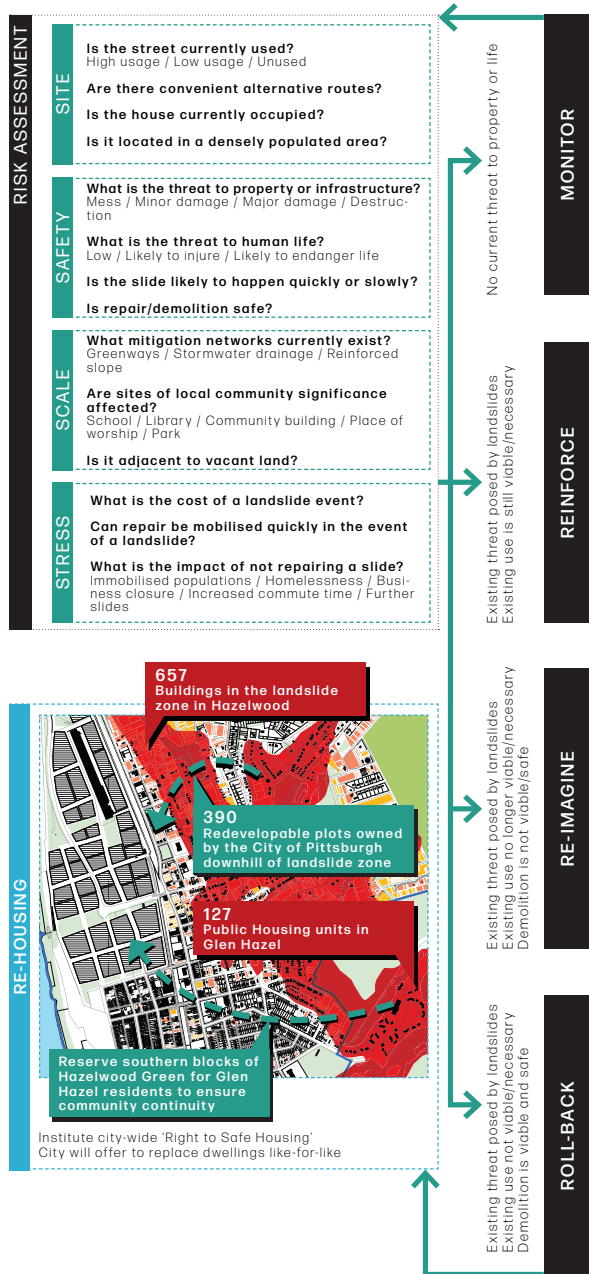 RISK ASSESSMENT
SITE
Is the street currently used?
High usage / Low usage / Unused
Are there convenient alternative routes?
Is the house currently occupied?
Is it located in a densely populated area?
SAFETY
What is the threat to property or infrastructure?
Mess / Minor damage / Major damage / Destruc-
tion
What is the threat to human life?
Low / Likely to injure / Likely to endanger life
Is the slide likely to happen quickly or slowly?
Is repair/demolition safe?
SCALE
What mitigation networks currently exist?
Greenways / Stormwater drainage / Reinforced
slope
Are sites of local community significance
affected?
School / Library / Community building / Place of
worship / Park
Is it adjacent to vacant land?
STRESS
What is the cost of a landslide event?
Can repair be mobilised quickly in the event
of a landslide?
What is the impact of not repairing a slide?
Immobilised populations / Homelessness / Busi-
ness closure / Increased commute time / Further
slides
No current threat to property or life
MONITOR
Existing threat posed by landslides
Existing use is still viable/necessary
REINFORCE
Existing threat posed by landslides
Existing use no longer viable/necessary
Demolition is not viable/safe
RE-IMAGINE
Existing threat posed by landslides
Existing use not viable/necessary
Demolition is viable and safe
ROLL-BACK
RE-HOUSING
657
Buildings in the landslide
zone in Hazelwood
390
Redevelopable plots owned
by the City of Pittsburgh
downhill of landslide zone
127
Public Housing units in
Glen Hazel
Reserve southern blocks of
Hazelwood Green for Glen
Hazel residents to ensure
community continuity
Institute city-wide 'Right to Safe Housing'
City will offer to replace dwellings like-for-like